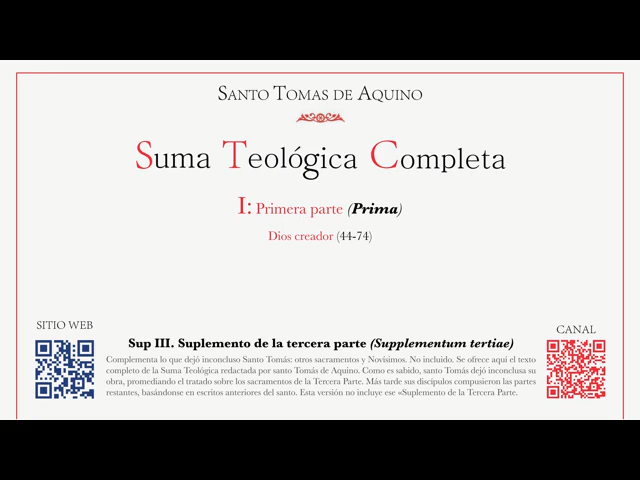 SANTO TOMAS DE AQUINO
Suma Teológica Completa
I: Primera parte (Prima)
Dios creador (44-74)
SITIO WEB
CANAL
Sup III. Suplemento de la tercera parte (Supplementum tertiae)
Complementa lo que dejó inconcluso Santo Tomás: otros sacramentos y Novísimos. No incluido. Se ofrece aquí el texto
completo de la Suma Teológica redactada por santo Tomás de Aquino. Como es sabido, santo Tomás dejó inconclusa su
obra, promediando el tratado sobre los sacramentos de la Tercera Parte. Más tarde sus discípulos compusieron las partes
restantes, basándonse en escritos anteriores del santo. Esta versión no incluye ese «Suplemento de la Tercera Parte.